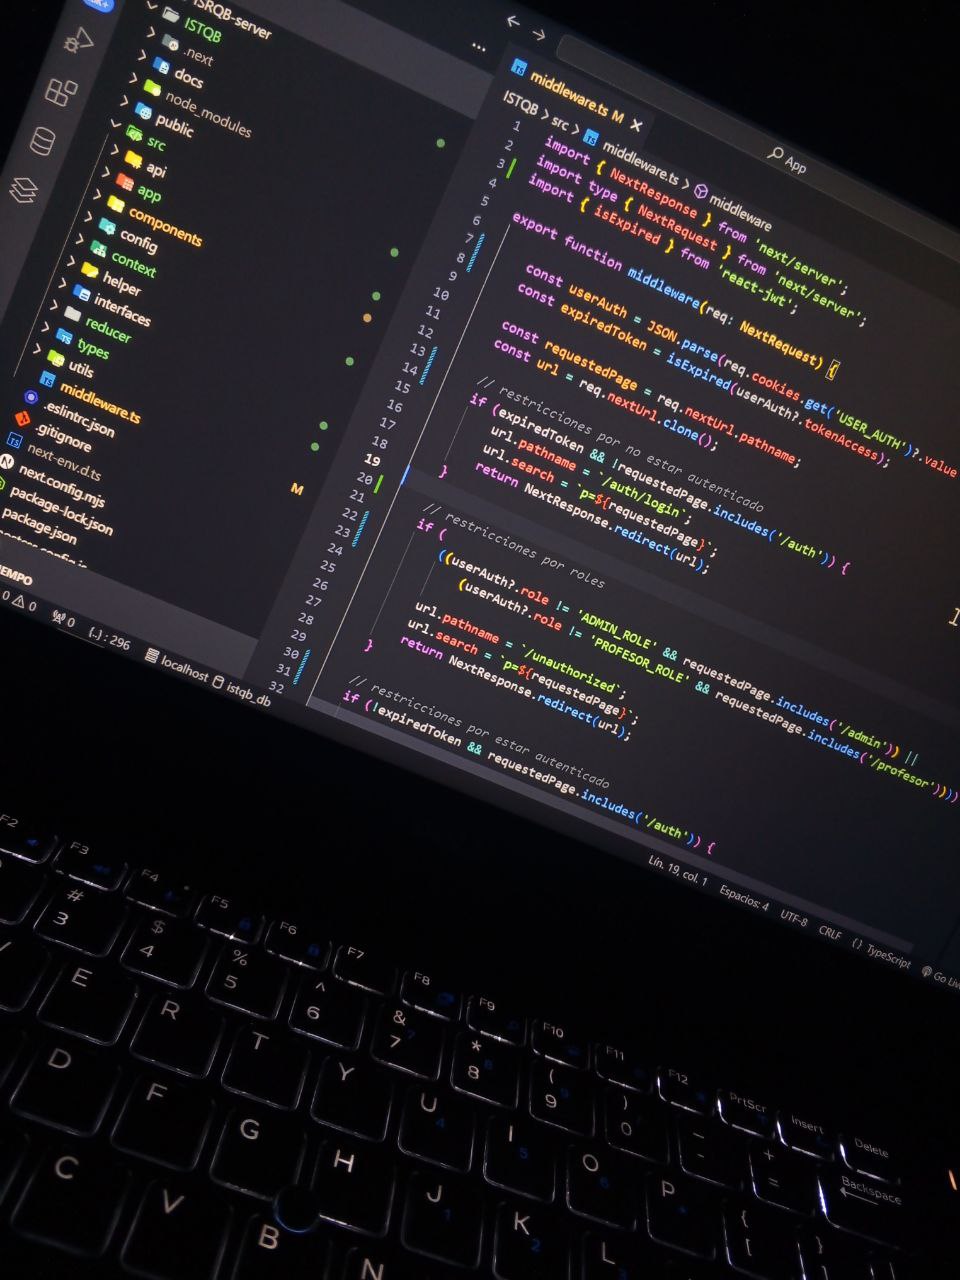 ISRQB-server
ISTQB
.next
docs
node_modules
public
src
api
app
components
config
context
helper
interfaces
reducer
types
utils
middleware.ts
.eslintrc.json
.gitignore
next-env.d.ts
next.config.mjs
package-lock.json
package.json
M
0 0
0
{..} : 296
localhost
istqb_db
App
middleware.ts M
ISTQB > src > middleware.ts > middleware
1 import { NextResponse } from 'next/server';
2 import type { NextRequest } from 'next/server';
3 import { isExpired } from 'react-jwt';
4
5 export function middleware(req: NextRequest) {
6
7 const userAuth = JSON.parse(req.cookies.get('USER_AUTH')?.value
8 const expiredToken = isExpired(userAuth?.tokenAccess);
9
10 const requestedPage = req.nextUrl.pathname;
11 const url = req.nextUrl.clone();
12
13 // restricciones por no estar autenticado
14 if (expiredToken && !requestedPage.includes('/auth')) {
15 url.pathname = `/auth/login`;
16 url.search = `p=${requestedPage}`;
17 return NextResponse.redirect(url);
18 }
19
20 // restricciones por roles
21 if (
22 ((userAuth?.role != 'ADMIN_ROLE' && requestedPage.includes('/admin')) ||
23 (userAuth?.role != 'PROFESOR_ROLE' && requestedPage.includes('/profesor'))))
24
25 url.pathname = `/unauthorized`;
26 url.search = `p=${requestedPage}`;
27 return NextResponse.redirect(url);
28 }
29
30 // restricciones por estar autenticado
31 if (!expiredToken && requestedPage.includes('/auth')) {
32
Lín. 19, col. 1 Espacios: 4 UTF-8 CRLF {} TypeScript Go Liv
F2 F3 F4 F5 F6 F7 F8 F9 F10 F11 F12 PrtScr Insert Delete
# 3 $ 4 % 5 ^ 6 & 7 * 8 ( 9 ) 0 - + = Backspace
E R T Y U 4 I 5 O 6 P { [ }
D F G H J 1 K 2 L
C V B N